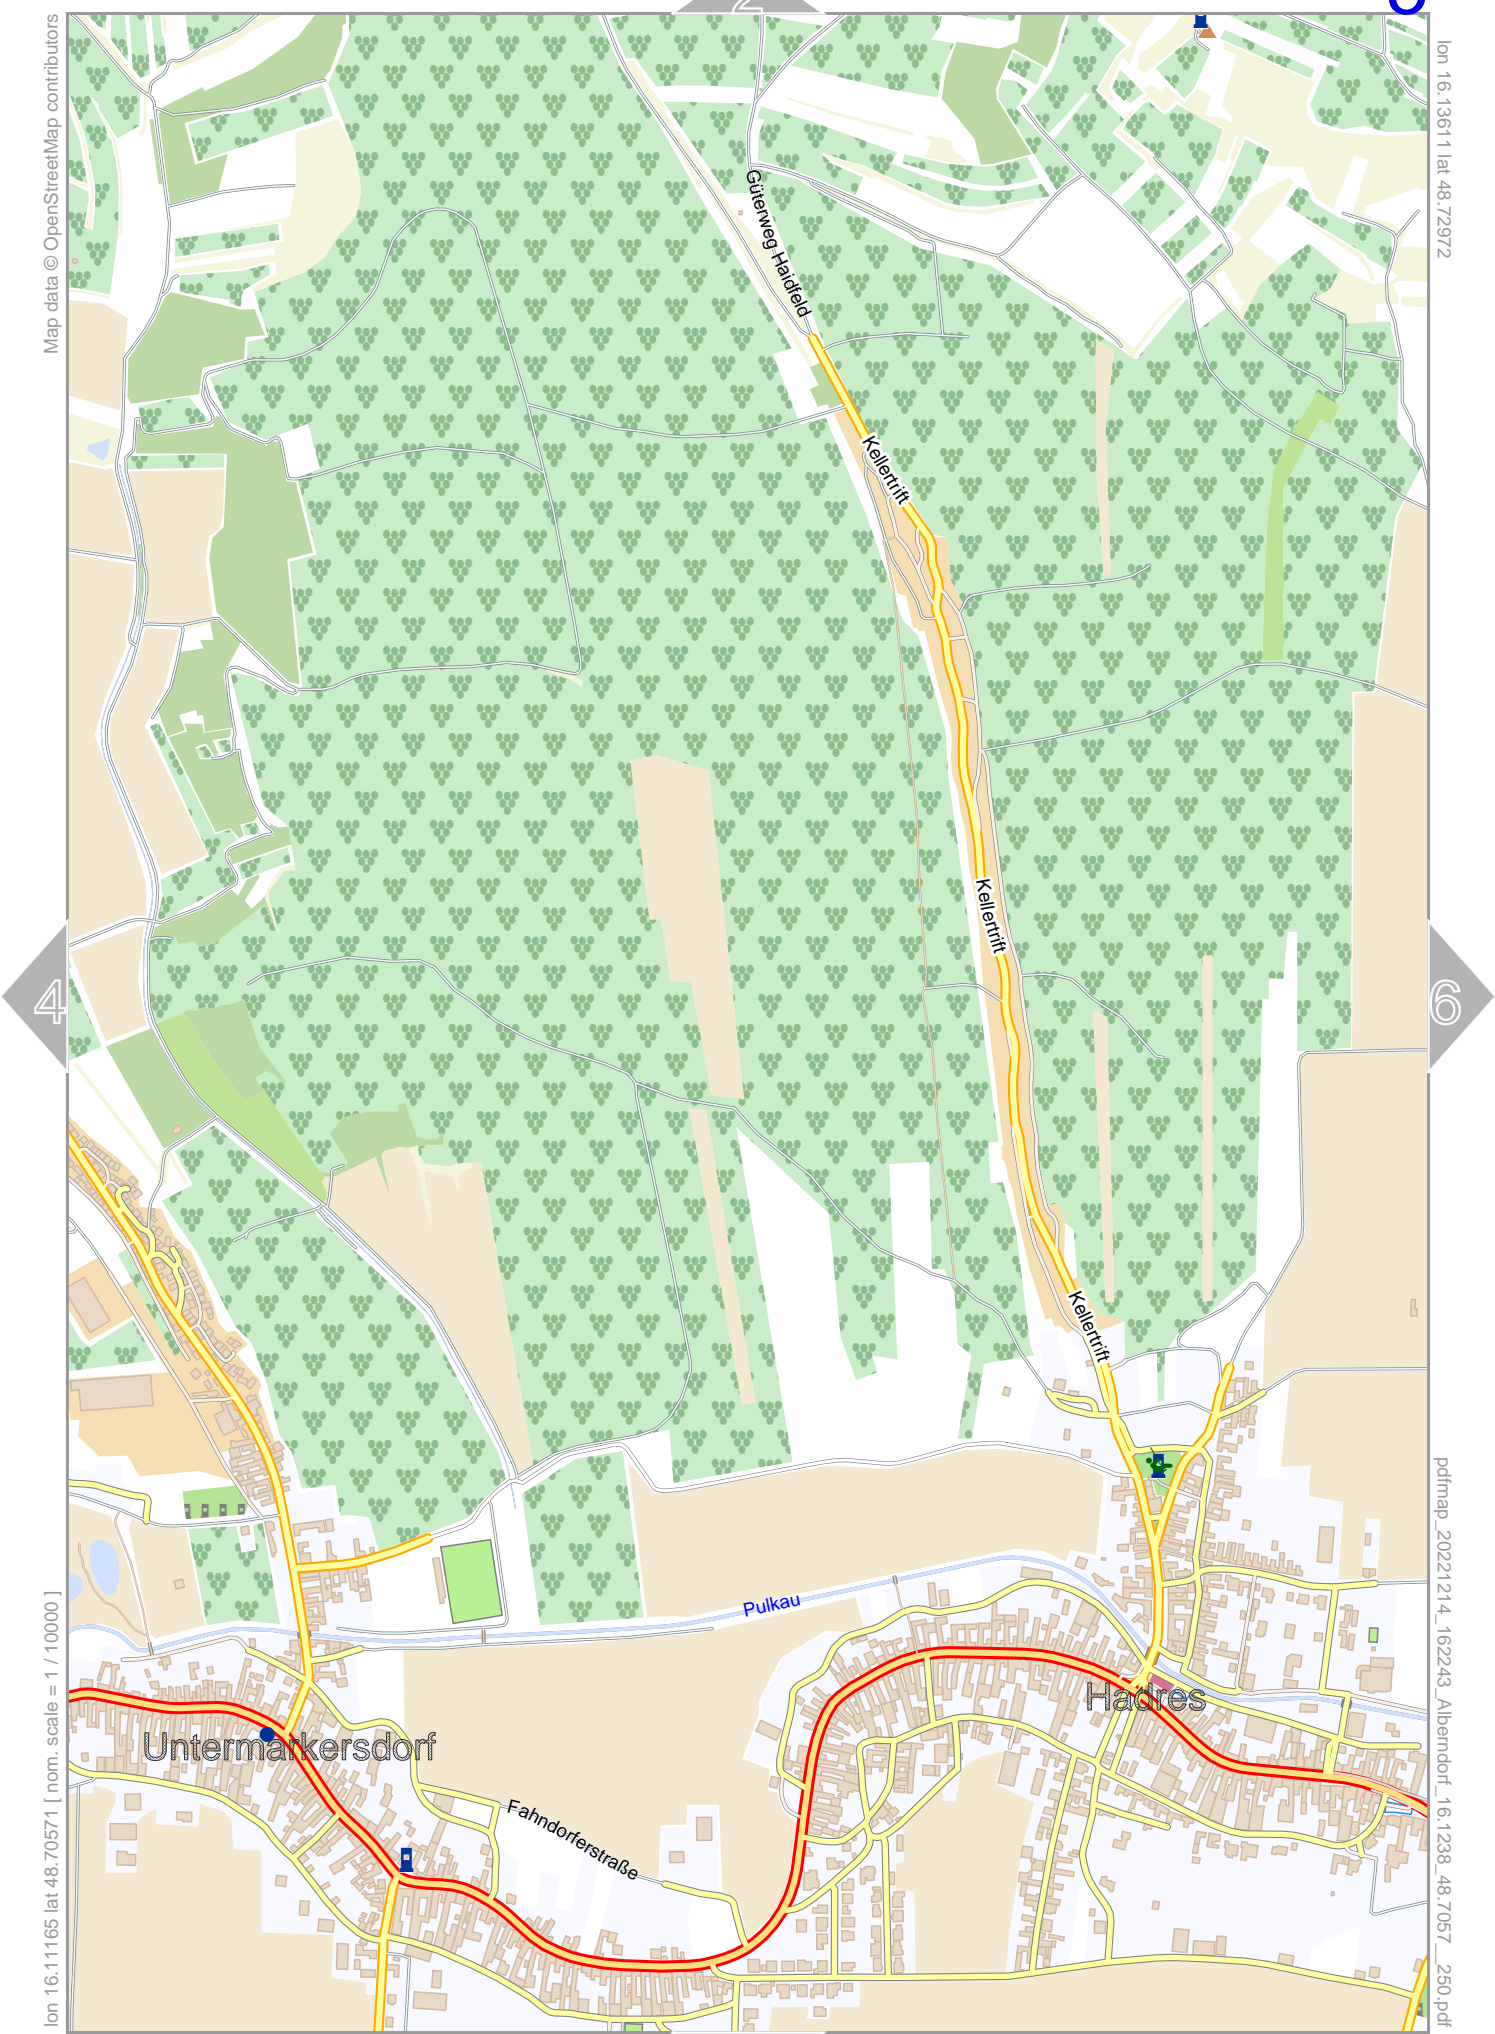 2
Map data © OpenStreetMap contributors
lon 16.13611 lat 48.72972
Güterweg Haidfeld
Kellertrift
Kellertrift
4
6
Kellertrift
Pulkau
Hadres
Untermarkersdorf
Fahndorferstraße
lon 16.11165 lat 48.70571 [ nom. scale = 1 / 10000 ]
pdfmap_20221214_162243_Alberndorf_16.1238_48.7057__250.pdf